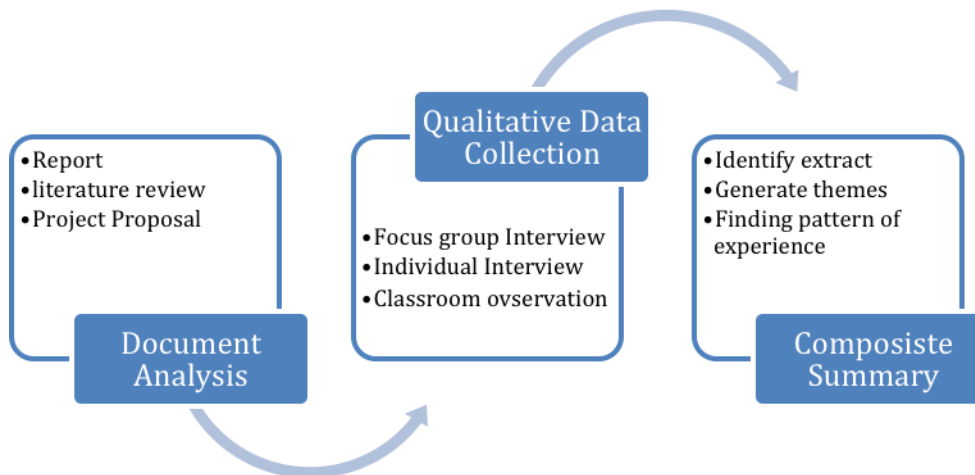 •Report
•literature review
•Project Proposal
Document
Analysis
Qualitative Data
Collection
•Focus group Interview
•Individual Interview
•Classroom ovservation
•Identify extract
•Generate themes
•Finding pattern of
experience
Composiste
Summary